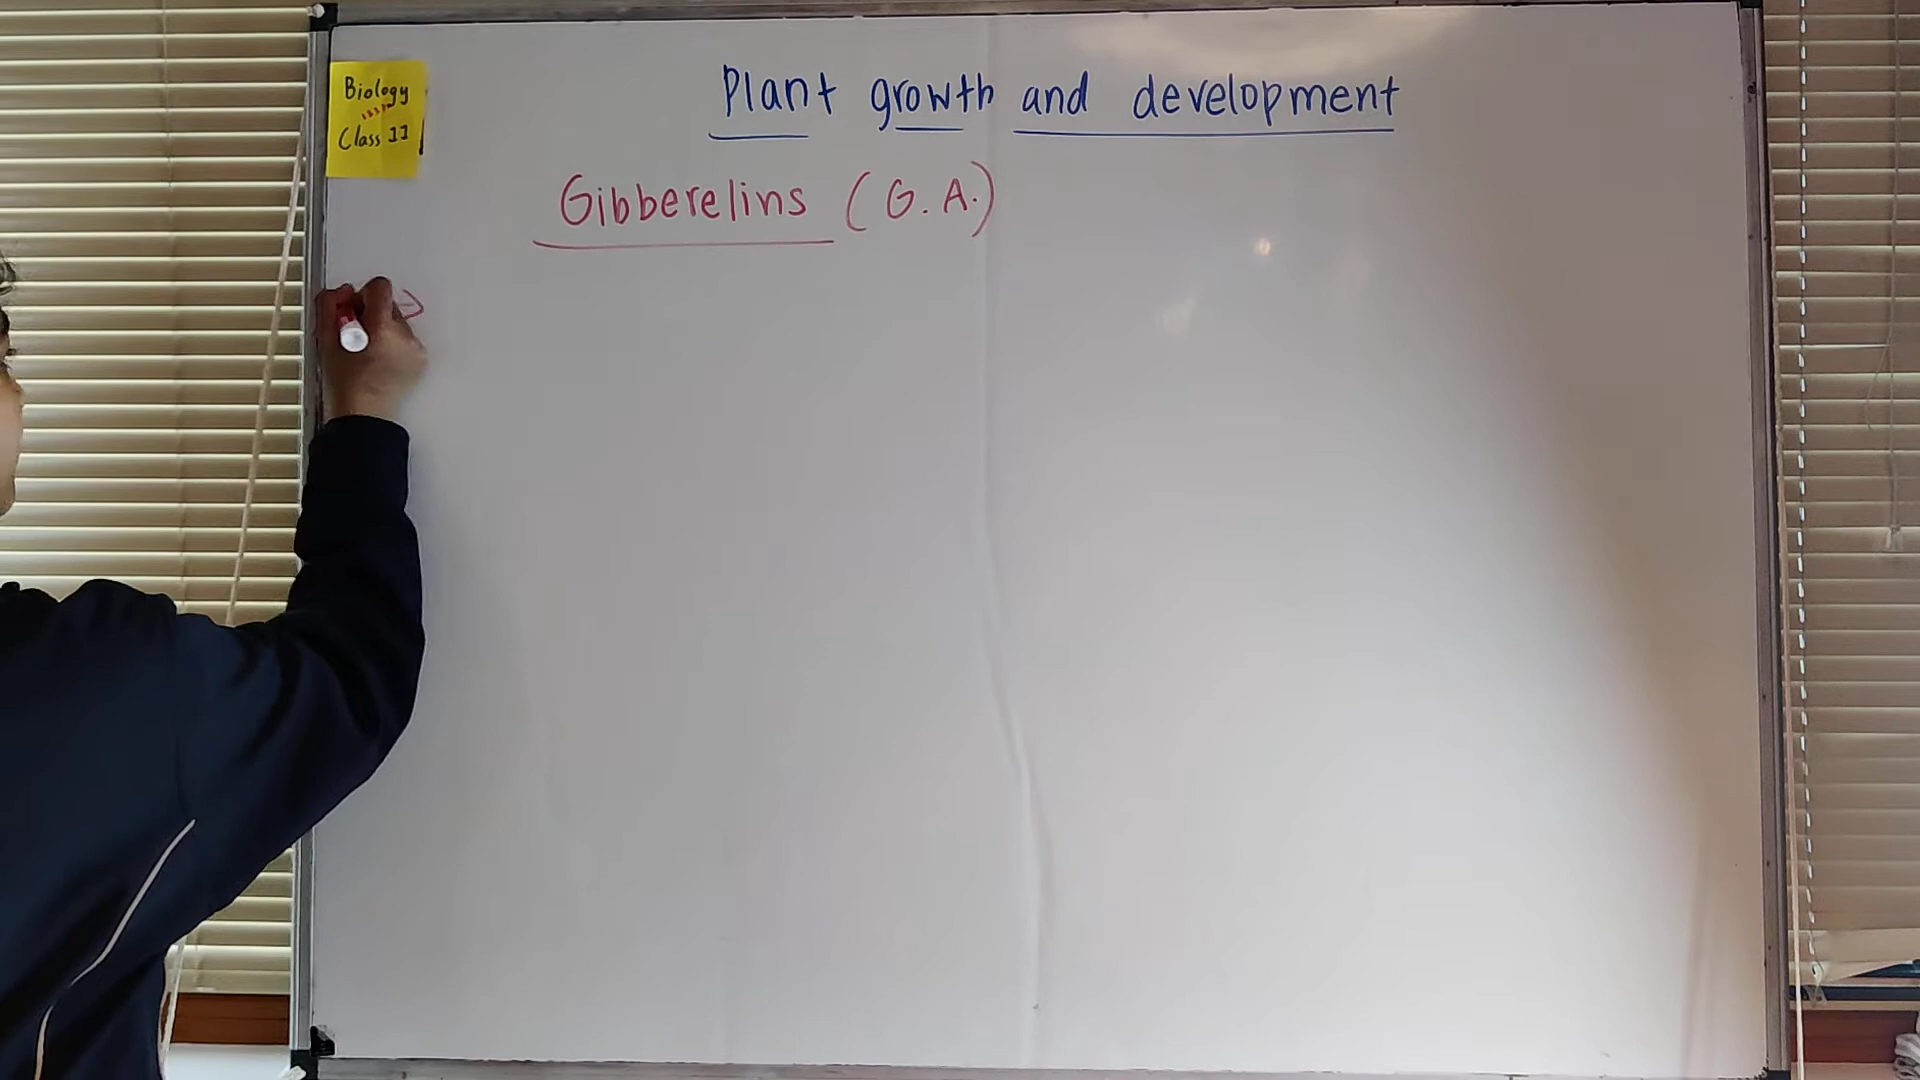 Biology
Class 11
Plant growth and development
Gibberelins (G.A.)